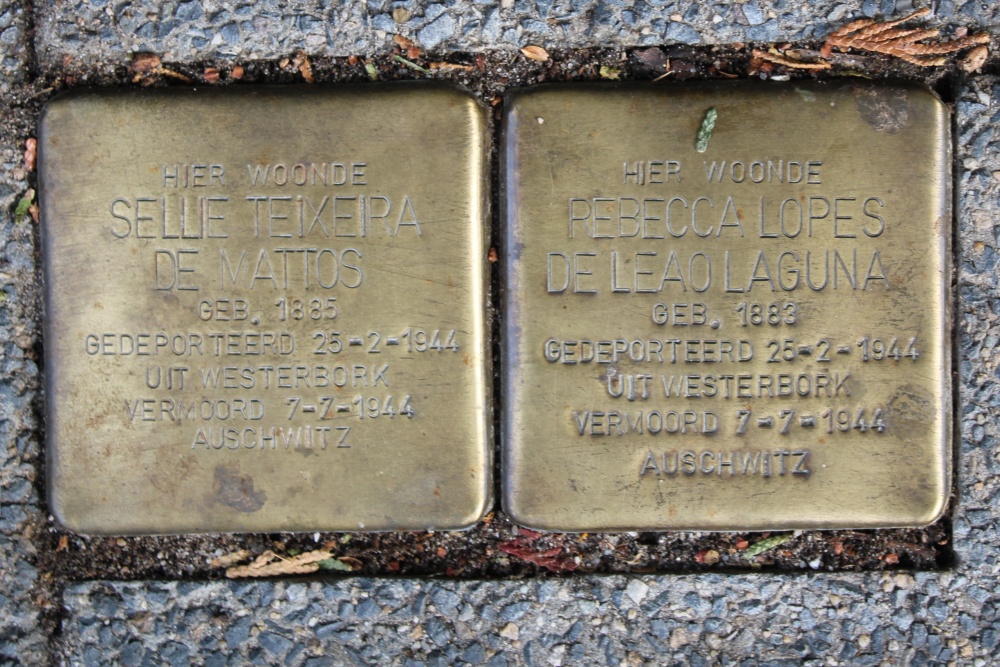 HIER WOONDE
SELLIE TEIXEIRA
DE MATTOS
GEB. 1885
GEDEPORTEERD 25-2-1944
UIT WESTERBORK
VERMOORD 7-7-1944
AUSCHWITZ
HIER WOONDE
REBECCA LOPES
DE LEAO LAGUNA
GEB. 1883
GEDEPORTEERD 25-2-1944
UIT WESTERBORK
VERMOORD 7-7-1944
AUSCHWITZ